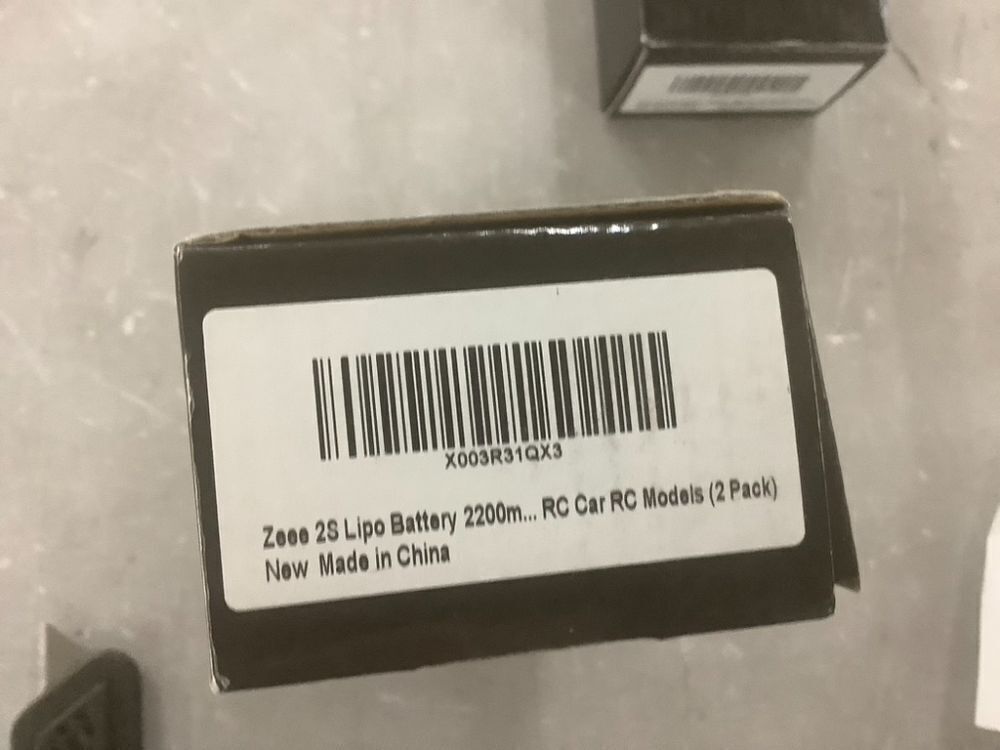 X003R31QX3
Zeee 2S Lipo Battery 2200m... RC Car RC Models (2 Pack)
New Made in China